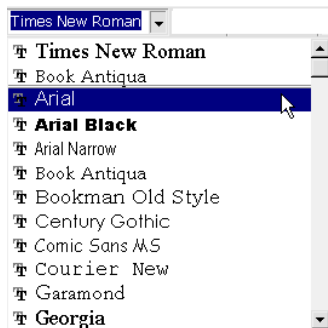 Times New Roman
Times New Roman
Book Antiqua
Arial
Arial Black
Arial Narrow
Book Antiqua
Bookman Old Style
Century Gothic
Comic Sans MS
Courier New
Garamond
Georgia